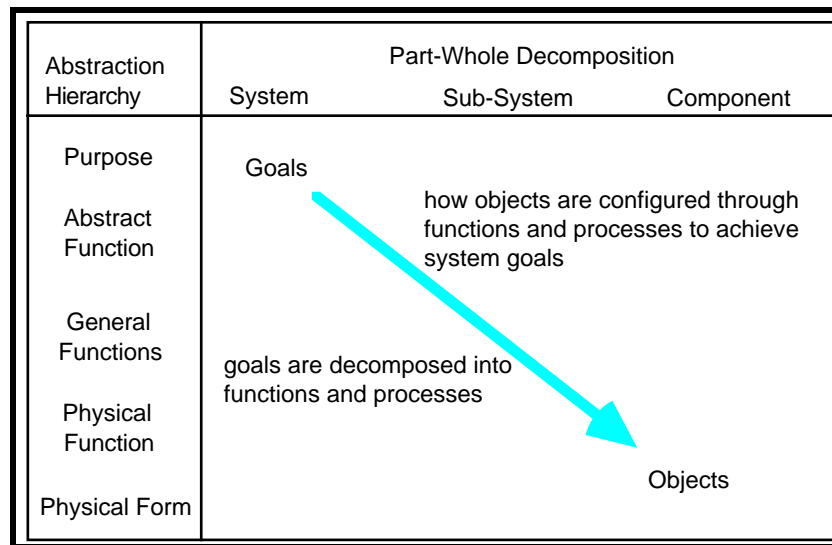 Abstraction
Hierarchy
Part-Whole Decomposition
System
Sub-System
Component
Purpose
Goals
how objects are configured through
functions and processes to achieve
system goals
Abstract
Function
General
Functions
goals are decomposed into
functions and processes
Physical
Function
Objects
Physical Form